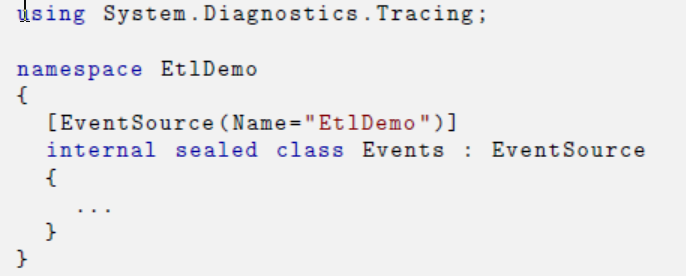 using System.Diagnostics.Tracing;

namespace EtlDemo
{
    [EventSource(Name="EtlDemo")]
    internal sealed class Events : EventSource
    {
        ...
    }
}